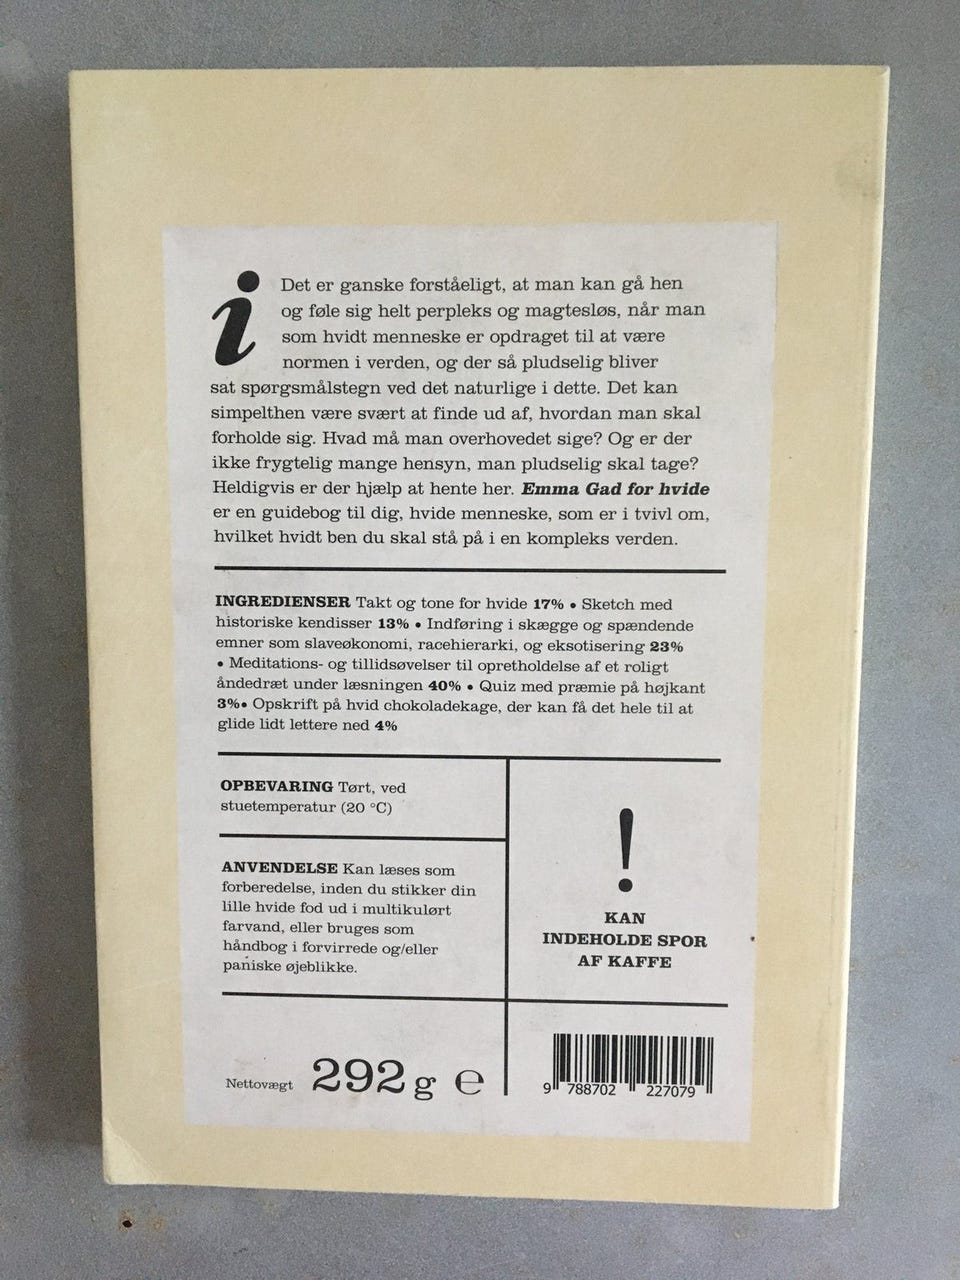 i
Det er ganske forståeligt, at man kan gå hen
og føle sig helt perpleks og magtesløs, når man
som hvidt menneske er opdraget til at være
normen i verden, og der så pludselig bliver
sat spørgsmålstegn ved det naturlige i dette. Det kan
simpelthen være svært at finde ud af, hvordan man skal
forholde sig. Hvad må man overhovedet sige? Og er der
ikke frygtelig mange hensyn, man pludselig skal tage?
Heldigvis er der hjælp at hente her. Emma Gad for hvide
er en guidebog til dig, hvide menneske, som er i tvivl om,
hvilket hvidt ben du skal stå på i en kompleks verden.
INGREDIENSER Takt og tone for hvide 17% • Sketch med
historiske kendisser 13% • Indføring i skægge og spændende
emner som slaveøkonomi, racehierarki, og eksotisering 23%
• Meditations- og tillidsøvelser til opretholdelse af et roligt
åndedræt under læsningen 40% • Quiz med præmie på højkant
3%• Opskrift på hvid chokoladekage, der kan få det hele til at
glide lidt lettere ned 4%
OPBEVARING Tørt, ved
stuetemperatur (20 °C)
ANVENDELSE Kan læses som
forberedelse, inden du stikker din
lille hvide fod ud i multikulørt
farvand, eller bruges som
håndbog i forvirrede og/eller
paniske øjeblikke.
!
KAN
INDEHOLDE SPOR
AF KAFFE
Nettovægt 292 g ℮
9 788702 227079